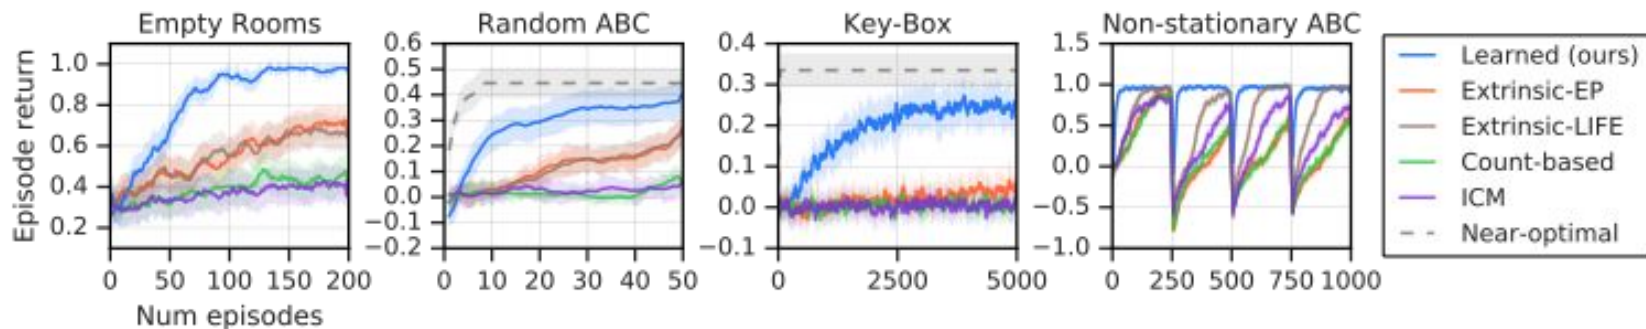 Empty Rooms
Random ABC
Key-Box
Non-stationary ABC
Episode return
1.0
0.8
0.6
0.4
0.2
0 50 100 150 200
Num episodes
0.6
0.5
0.4
0.3
0.2
0.1
0.0
−0.1
−0.2
0 10 20 30 40 50
0.4
0.3
0.2
0.1
0.0
−0.1
0 2500 5000
1.5
1.0
0.5
0.0
−0.5
−1.0
0 250 500 750 1000
Learned (ours)
Extrinsic-EP
Extrinsic-LIFE
Count-based
ICM
Near-optimal